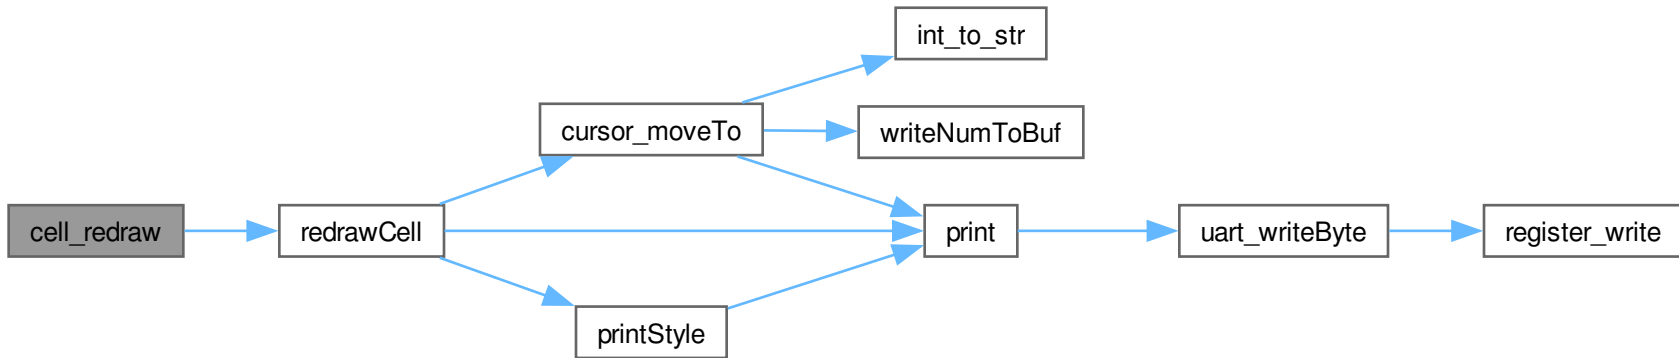 int_to_str
cursor_moveTo
writeNumToBuf
cell_redraw
redrawCell
print
uart_writeByte
register_write
printStyle